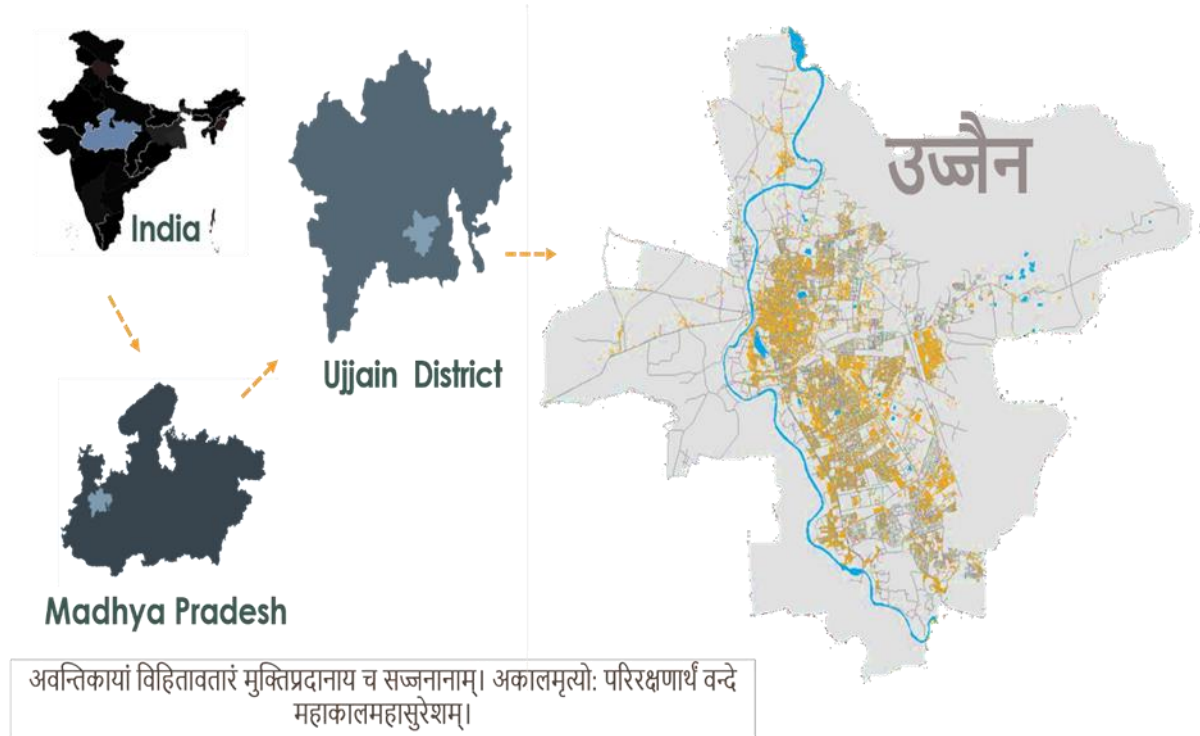 India
उज्जैन
Ujjain District
Madhya Pradesh
अवन्तिकायां विहितावतारं मुक्तिप्रदानाय च सज्जनानाम्। अकालमृत्यो: परिरक्षणार्थं वन्दे
महाकालमहासुरेशम्।